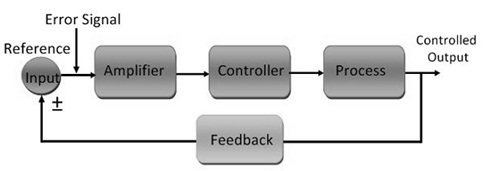 Error Signal
Reference
Input
±
Amplifier
Controller
Process
Controlled
Output
Feedback